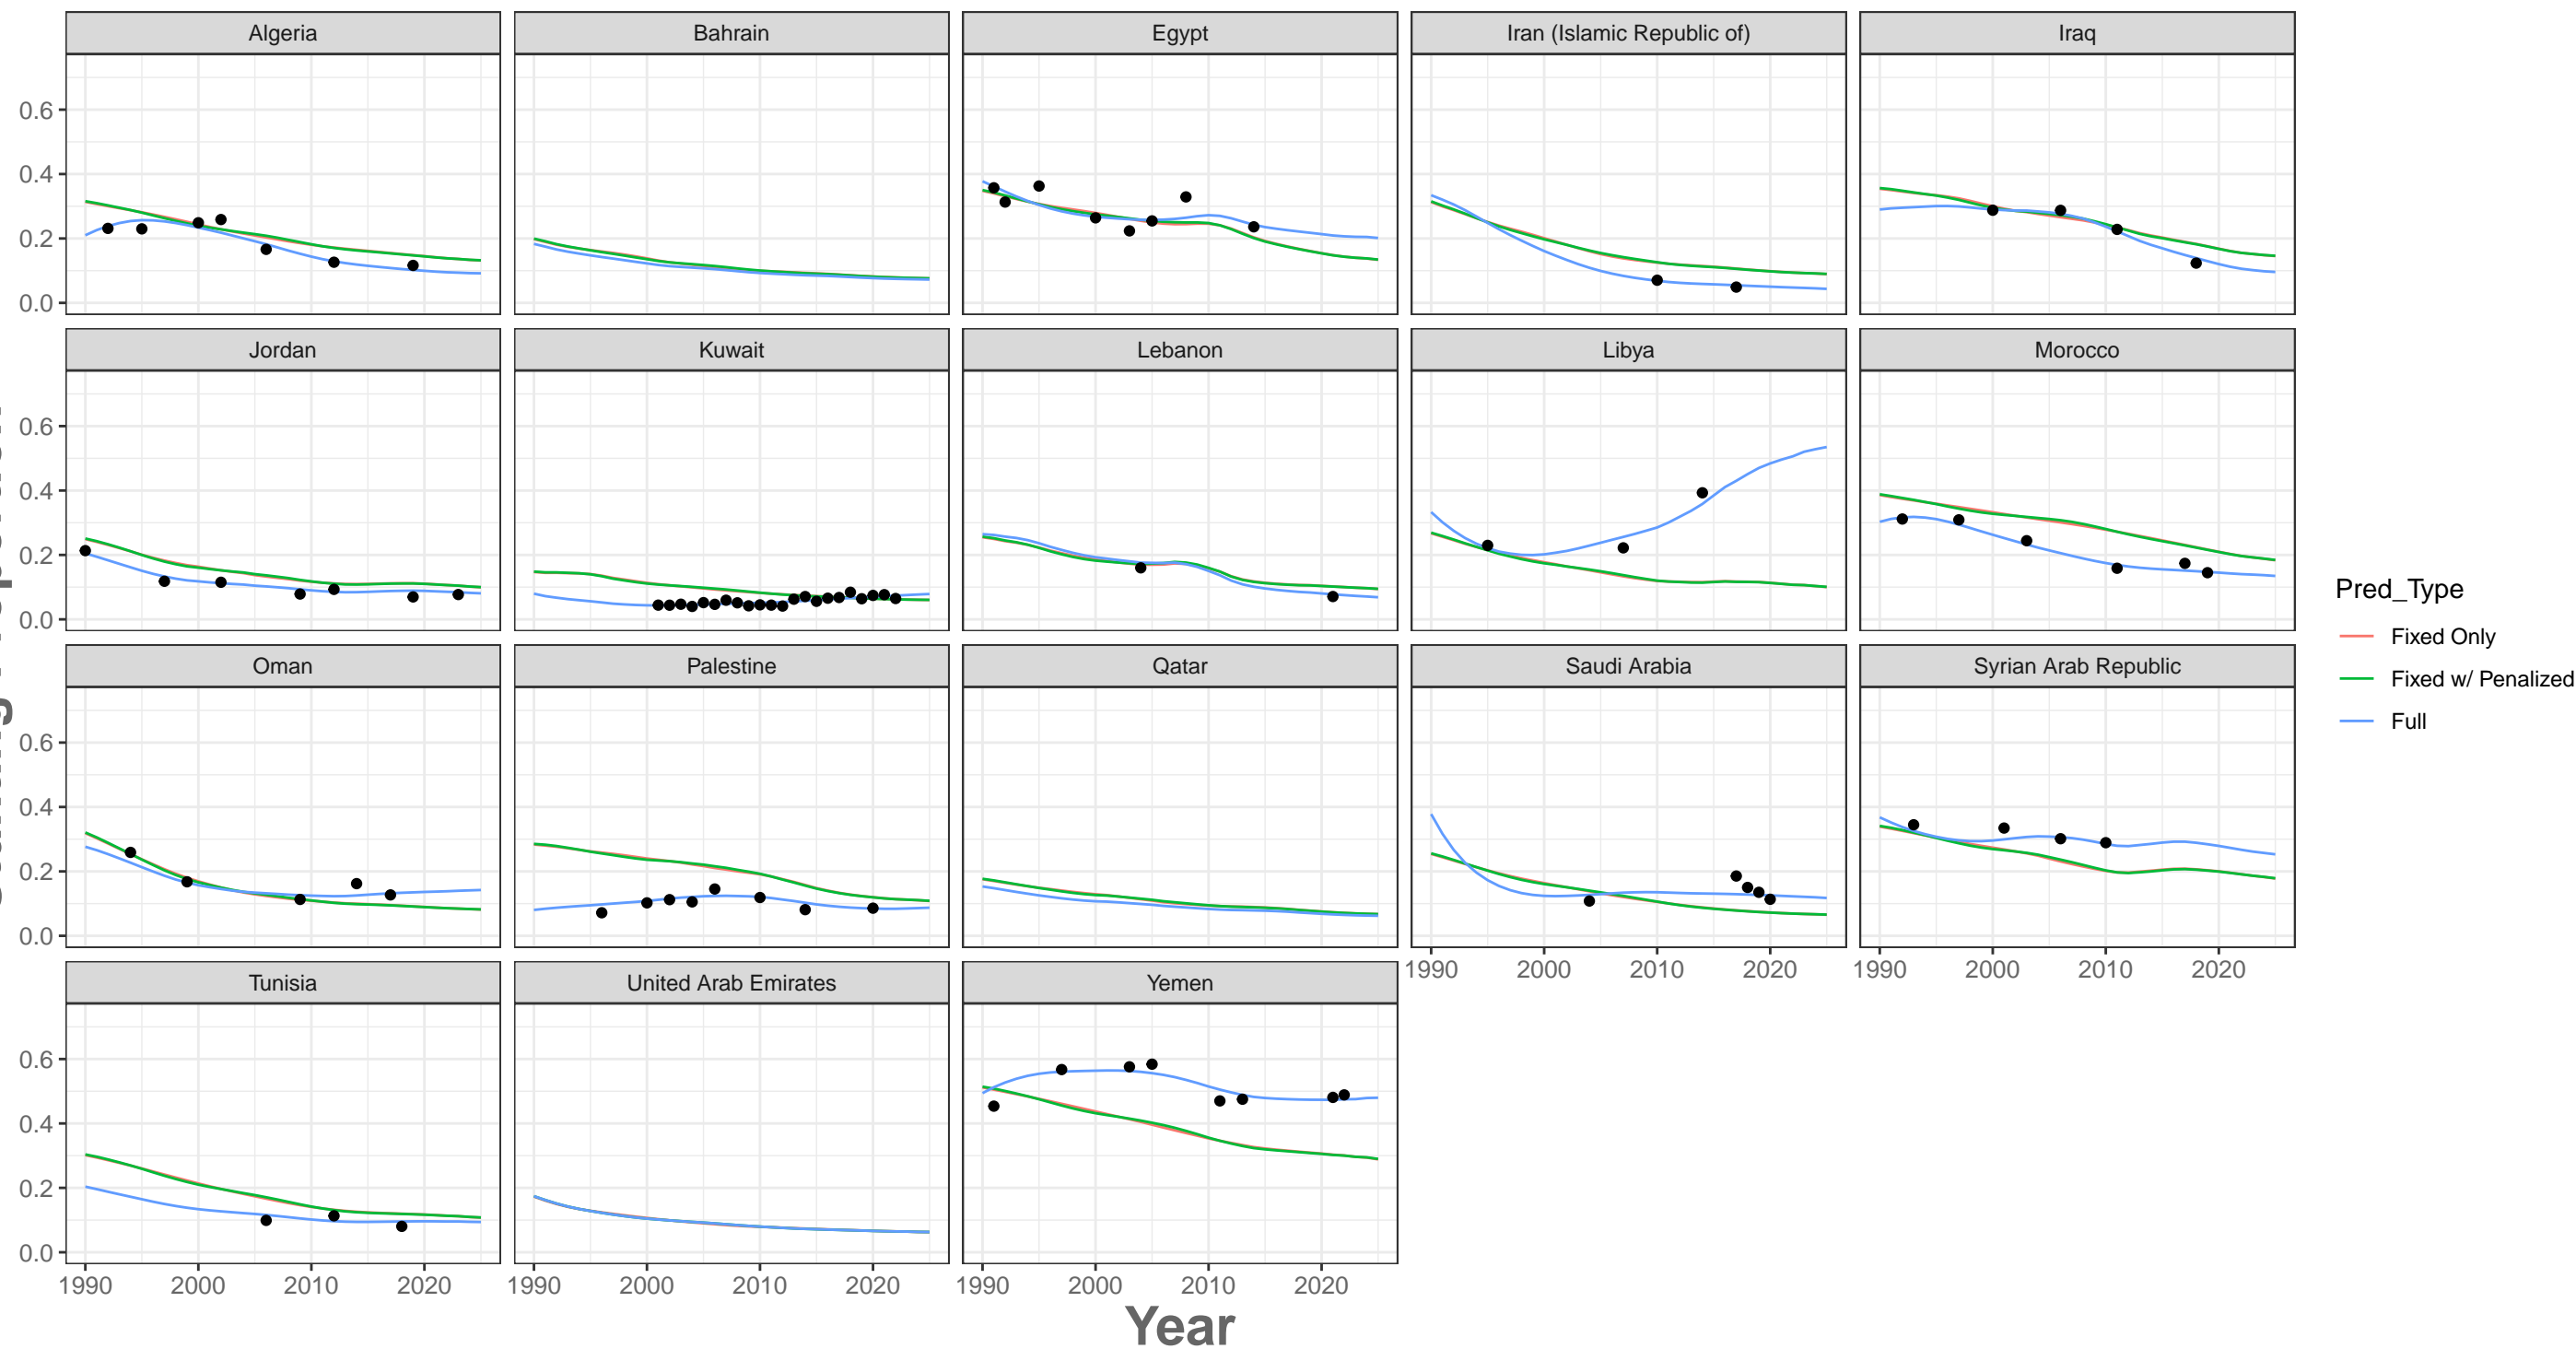 Algeria Bahrain Egypt Iran (Islamic Republic of) Iraq
0.6
0.4
0.2
0.0
Jordan Kuwait Lebanon Libya Morocco
0.6
0.4
0.2
0.0
Oman Palestine Qatar Saudi Arabia Syrian Arab Republic
0.6
0.4
0.2
0.0
1990 2000 2010 2020 1990 2000 2010 2020
Tunisia United Arab Emirates Yemen
0.6
0.4
0.2
0.0
1990 2000 2010 2020 1990 2000 2010 2020 1990 2000 2010 2020
Year
Pred_Type
Fixed Only
Fixed w/ Penalized
Full